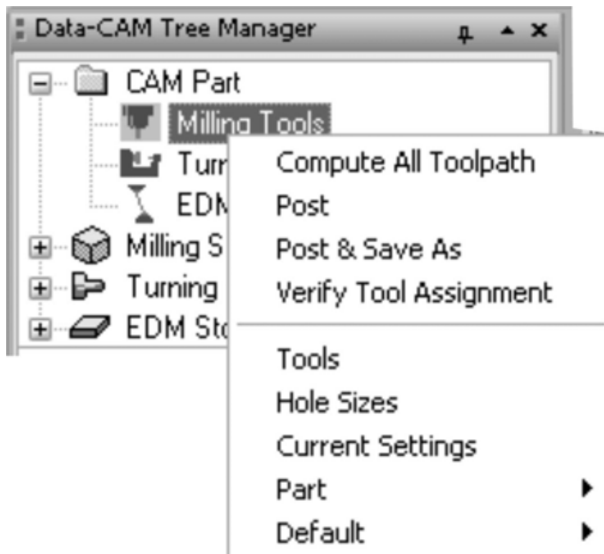 Data-CAM Tree Manager
CAM Part
Milling Tools
Turn
EDM
Milling S
Turning
EDM Sto
Compute All Toolpath
Post
Post & Save As
Verify Tool Assignment
Tools
Hole Sizes
Current Settings
Part
Default